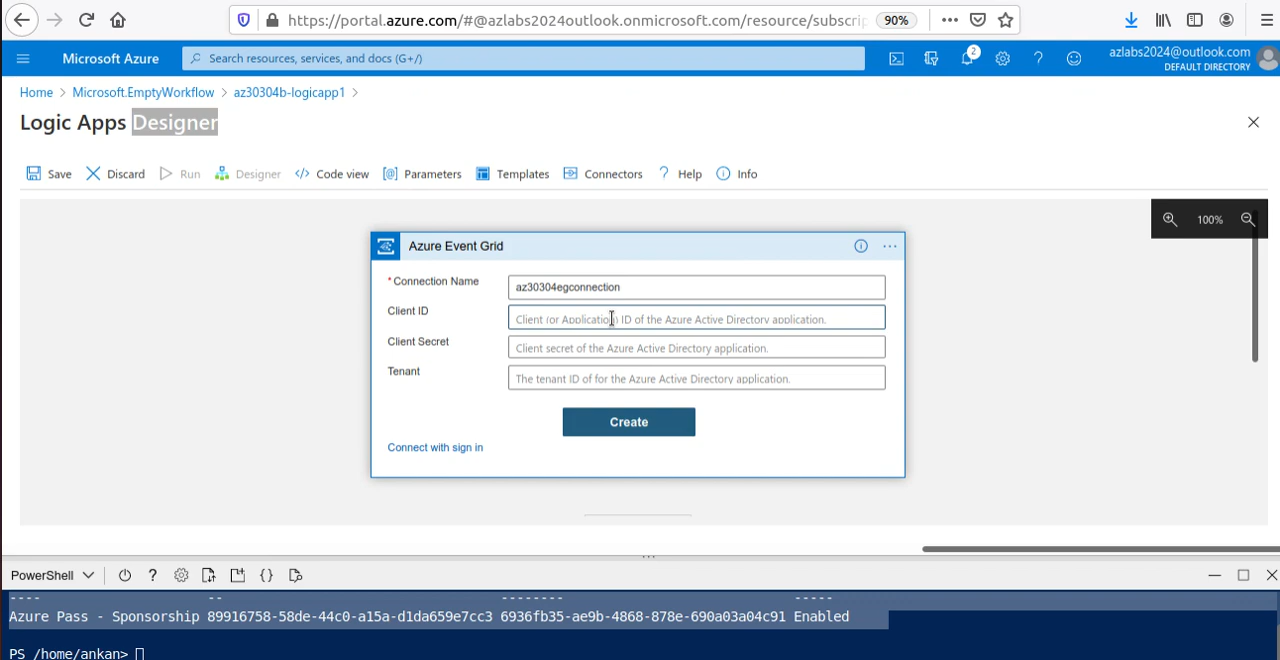 https://portal.azure.com/#@azlabs2024outlook.onmicrosoft.com/resource/subscrip 90%
Microsoft Azure
Search resources, services, and docs (G+/)
2
azlabs2024@outlook.com
DEFAULT DIRECTORY
Home > Microsoft.EmptyWorkflow > az30304b-logicapp1 >
Logic Apps Designer
Save Discard Run Designer Code view Parameters Templates Connectors Help Info
100%
Azure Event Grid
* Connection Name az30304egconnection
Client ID Client (or Application) ID of the Azure Active Directory application.
Client Secret Client secret of the Azure Active Directory application.
Tenant The tenant ID of for the Azure Active Directory application.
Create
Connect with sign in
PowerShell
---- -- -------- -----
Azure Pass - Sponsorship 89916758-58de-44c0-a15a-d1da659e7cc3 6936fb35-ae9b-4868-878e-690a03a04c91 Enabled
PS /home/ankan>